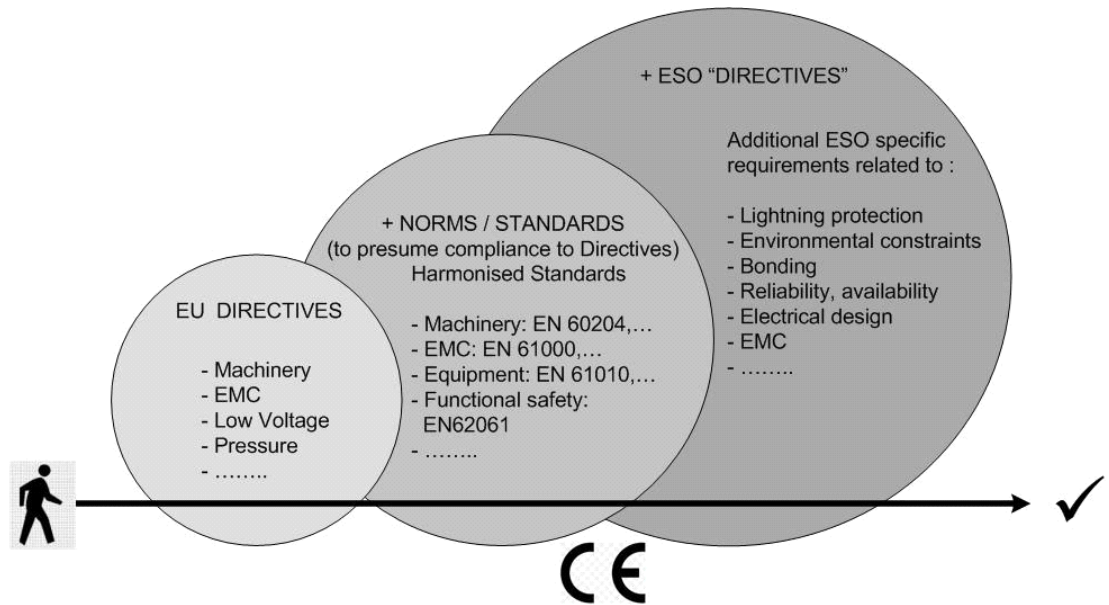 + ESO “DIRECTIVES”
Additional ESO specific
requirements related to :
- Lightning protection
- Environmental constraints
- Bonding
- Reliability, availability
- Electrical design
- EMC
- ........
+ NORMS / STANDARDS
(to presume compliance to Directives)
Harmonised Standards
- Machinery: EN 60204,...
- EMC: EN 61000,...
- Equipment: EN 61010,...
- Functional safety:
EN62061
- ........
EU DIRECTIVES
- Machinery
- EMC
- Low Voltage
- Pressure
- ........
CE